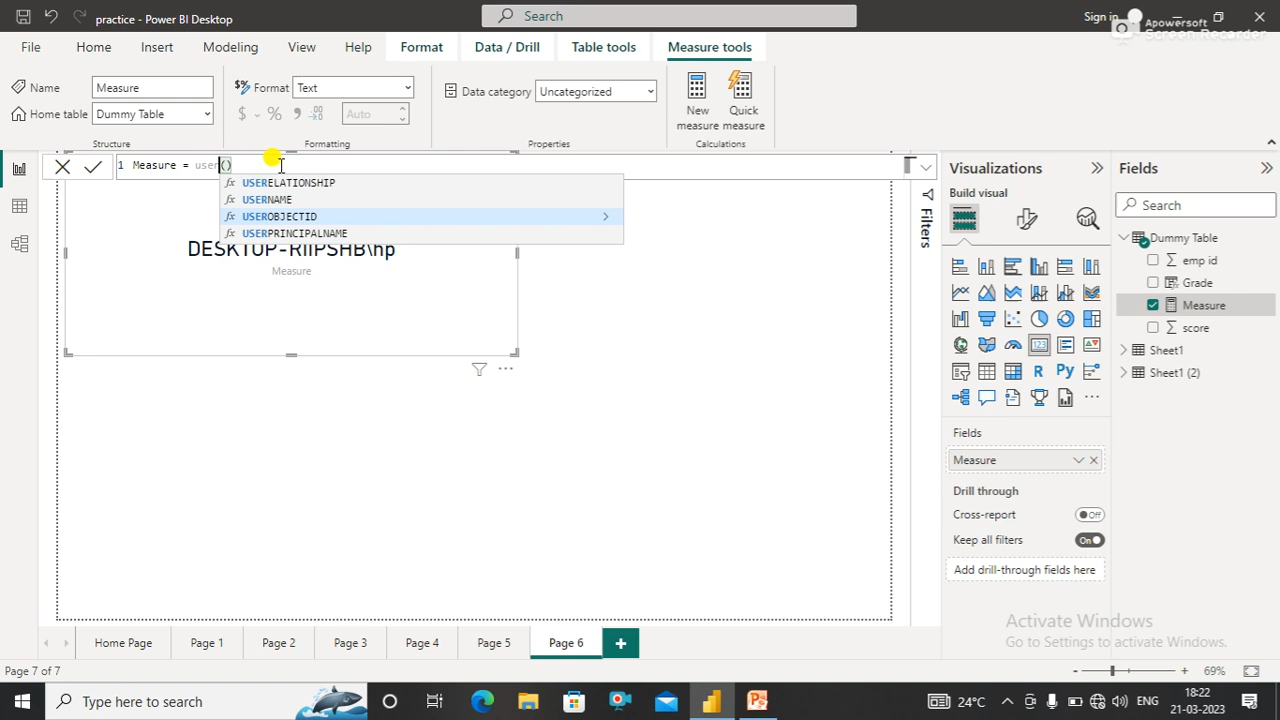 practice - Power BI Desktop
Search
Sign in
Apowersoft
Screen Recorder
File
Home
Insert
Modeling
View
Help
Format
Data / Drill
Table tools
Measure tools
Name
Measure
Home table
Dummy Table
Structure
Format
Text
$
%
Auto
Formatting
Data category
Uncategorized
Properties
New
measure
Quick
measure
Calculations
1 Measure = user()
USERELATIONSHIP
USERNAME
USEROBJECTID
USERPRINCIPALNAME
DESKTOP-RIIPSHB\hp
Measure
Filters
Visualizations
Build visual
R
Py
123
Fields
Measure
Drill through
Cross-report
Off
Keep all filters
On
Add drill-through fields here
Fields
Search
Dummy Table
emp id
Grade
Measure
score
Sheet1
Sheet1 (2)
Activate Windows
Go to Settings to activate Windows.
Home Page
Page 1
Page 2
Page 3
Page 4
Page 5
Page 6
Page 7 of 7
69%
Type here to search
24°C
ENG
18:22
21-03-2023